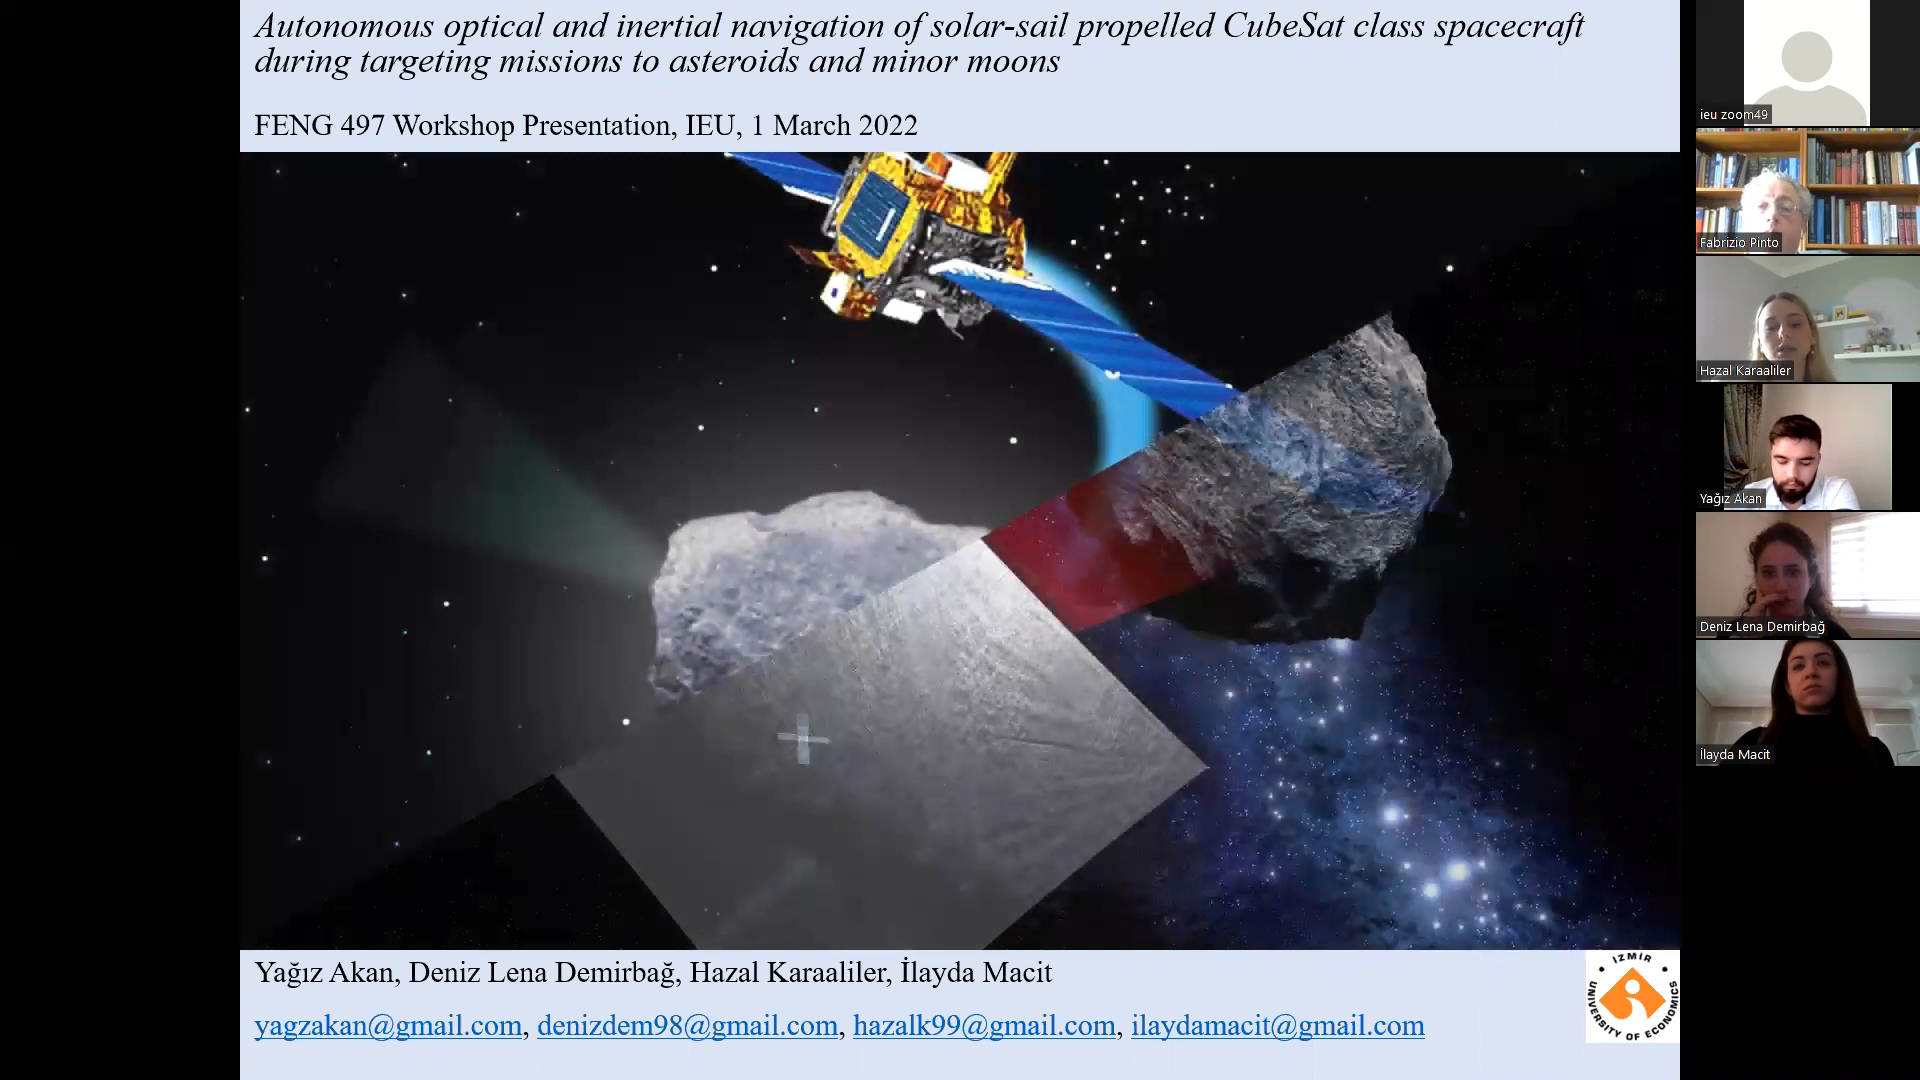 Autonomous optical and inertial navigation of solar-sail propelled CubeSat class spacecraft
during targeting missions to asteroids and minor moons
FENG 497 Workshop Presentation, IEU, 1 March 2022
Yağız Akan, Deniz Lena Demirbağ, Hazal Karaaliler, İlayda Macit
yagzakan@gmail.com, denizdem98@gmail.com, hazalk99@gmail.com, ilaydamacit@gmail.com
IZMIR
UNIVERSITY OF ECONOMICS
ieu zoom49
Fabrizio Pinto
Hazal Karaaliler
Yağız Akan
Deniz Lena Demirbağ
İlayda Macit